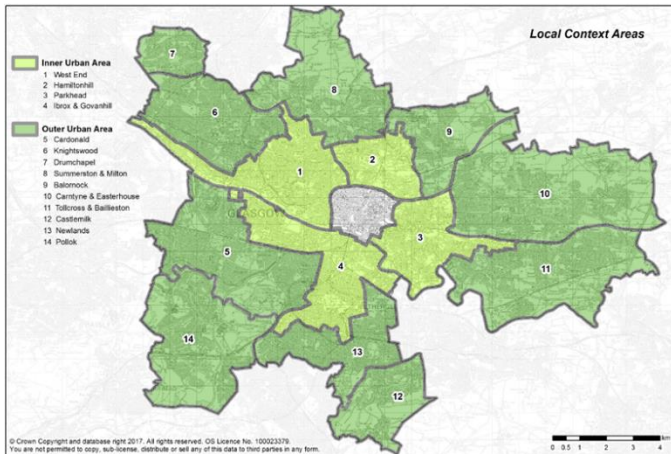 Local Context Areas
Inner Urban Area
1 West End
2 Hamiltonhill
3 Parkhead
4 Ibrox & Govanhill
Outer Urban Area
5 Cardonald
6 Knightswood
7 Drumchapel
8 Summerston & Milton
9 Balornock
10 Carntyne & Easterhouse
11 Tollcross & Baillieston
12 Castlemilk
13 Newlands
14 Pollok
7
8
6
9
2
1
10
GLASGOW
3
5
4
11
14
13
12
© Crown Copyright and database right 2017. All rights reserved. OS Licence No. 100023379.
You are not permitted to copy, sub-license, distribute or sell any of this data to third parties in any form.
0 0.5 1 2 3 4